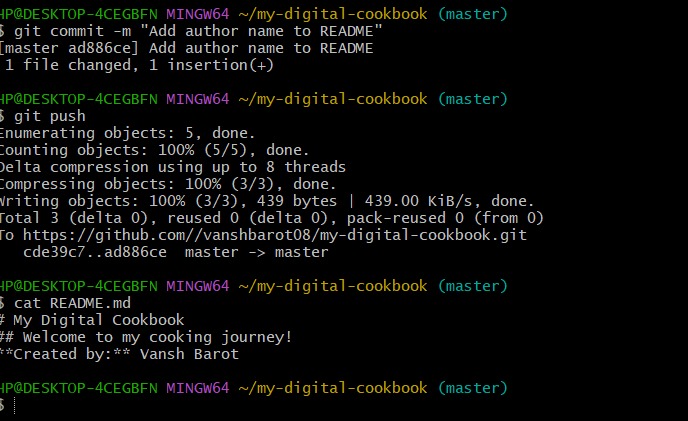 HP@DESKTOP-4CEGBFN MINGW64 ~/my-digital-cookbook (master)
$ git commit -m "Add author name to README"
[master ad886ce] Add author name to README
 1 file changed, 1 insertion(+)

HP@DESKTOP-4CEGBFN MINGW64 ~/my-digital-cookbook (master)
$ git push
Enumerating objects: 5, done.
Counting objects: 100% (5/5), done.
Delta compression using up to 8 threads
Compressing objects: 100% (3/3), done.
Writing objects: 100% (3/3), 439 bytes | 439.00 KiB/s, done.
Total 3 (delta 0), reused 0 (delta 0), pack-reused 0 (from 0)
To https://github.com//vanshbarot08/my-digital-cookbook.git
   cde39c7..ad886ce  master -> master

HP@DESKTOP-4CEGBFN MINGW64 ~/my-digital-cookbook (master)
$ cat README.md
# My Digital Cookbook
## Welcome to my cooking journey!
**Created by:** Vansh Barot

HP@DESKTOP-4CEGBFN MINGW64 ~/my-digital-cookbook (master)
$